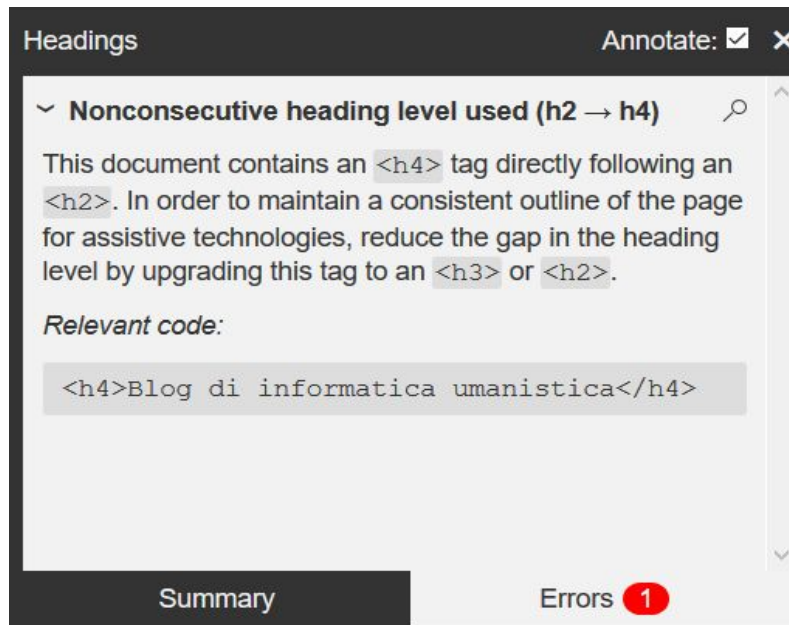 Headings Annotate:
Nonconsecutive heading level used (h2 → h4)
This document contains an <h4> tag directly following an
<h2>. In order to maintain a consistent outline of the page
for assistive technologies, reduce the gap in the heading
level by upgrading this tag to an <h3> or <h2>.
Relevant code:
<h4>Blog di informatica umanistica</h4>
Summary Errors 1